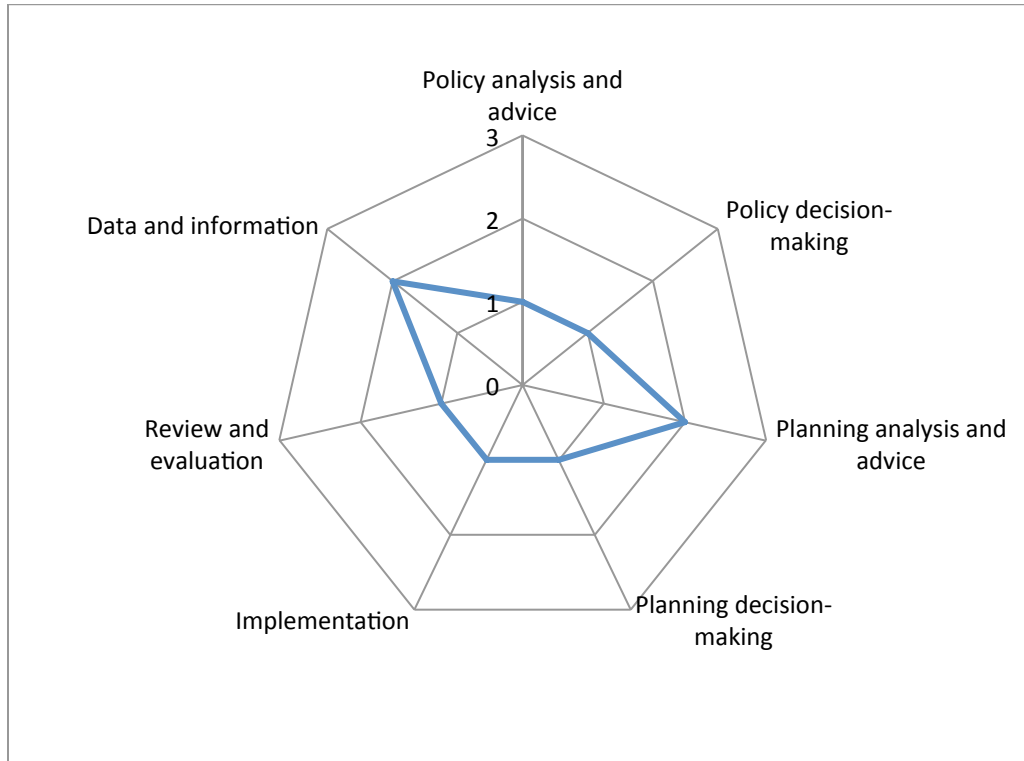 Policy analysis and
advice
3
Policy decision-
making
Data and information
2
1
0
Planning analysis and
advice
Review and
evaluation
Planning decision-
making
Implementation